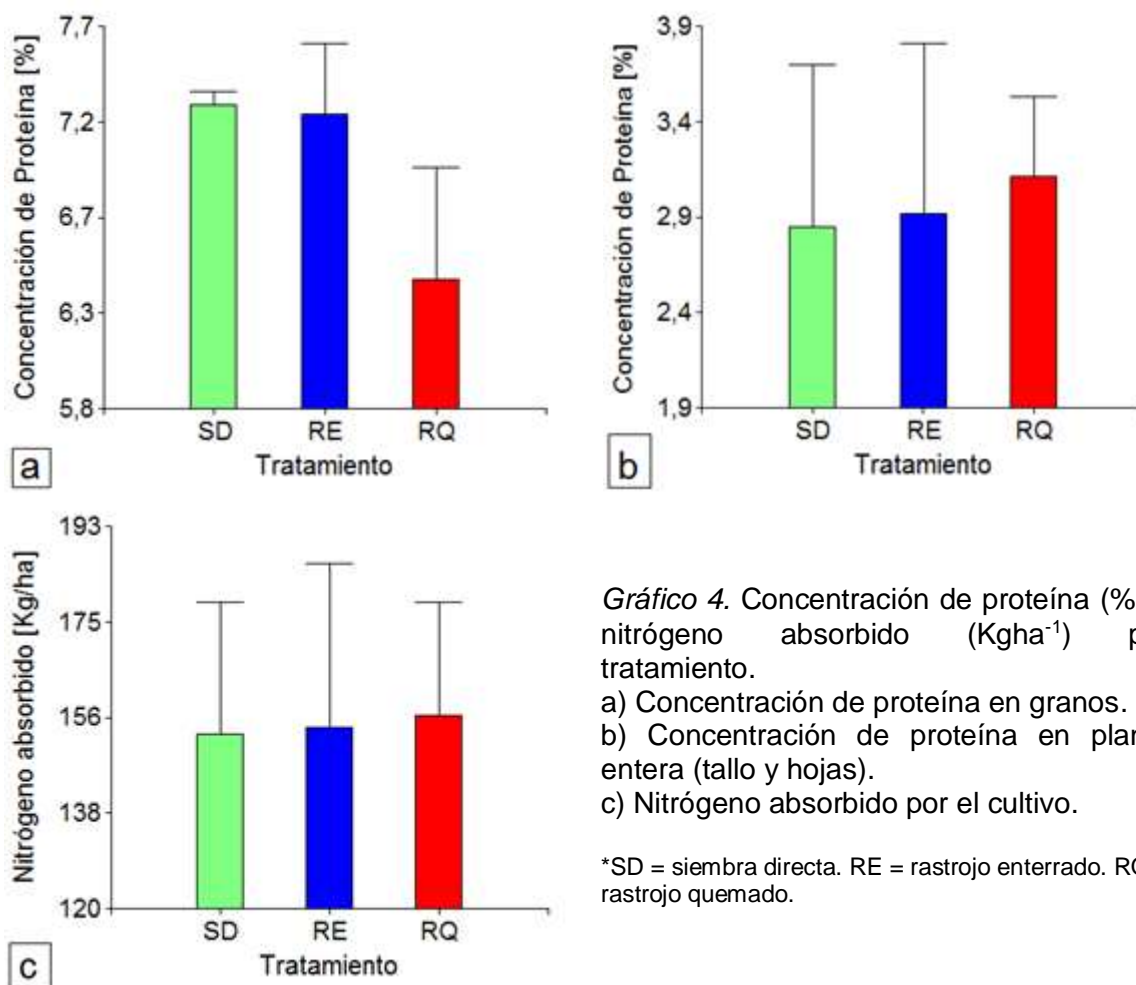 Concentración de Proteína [%]
7,7
7,2
6,7
6,3
5,8
SD RE RQ
Tratamiento
a
Concentración de Proteína [%]
3,9
3,4
2,9
2,4
1,9
SD RE RQ
Tratamiento
b
Nitrógeno absorbido [Kg/ha]
193
175
156
138
120
SD RE RQ
Tratamiento
c
Gráfico 4. Concentración de proteína (%
nitrógeno absorbido (Kgha-1) p
tratamiento.
a) Concentración de proteína en granos.
b) Concentración de proteína en plan
entera (tallo y hojas).
c) Nitrógeno absorbido por el cultivo.
*SD = siembra directa. RE = rastrojo enterrado. RQ
rastrojo quemado.